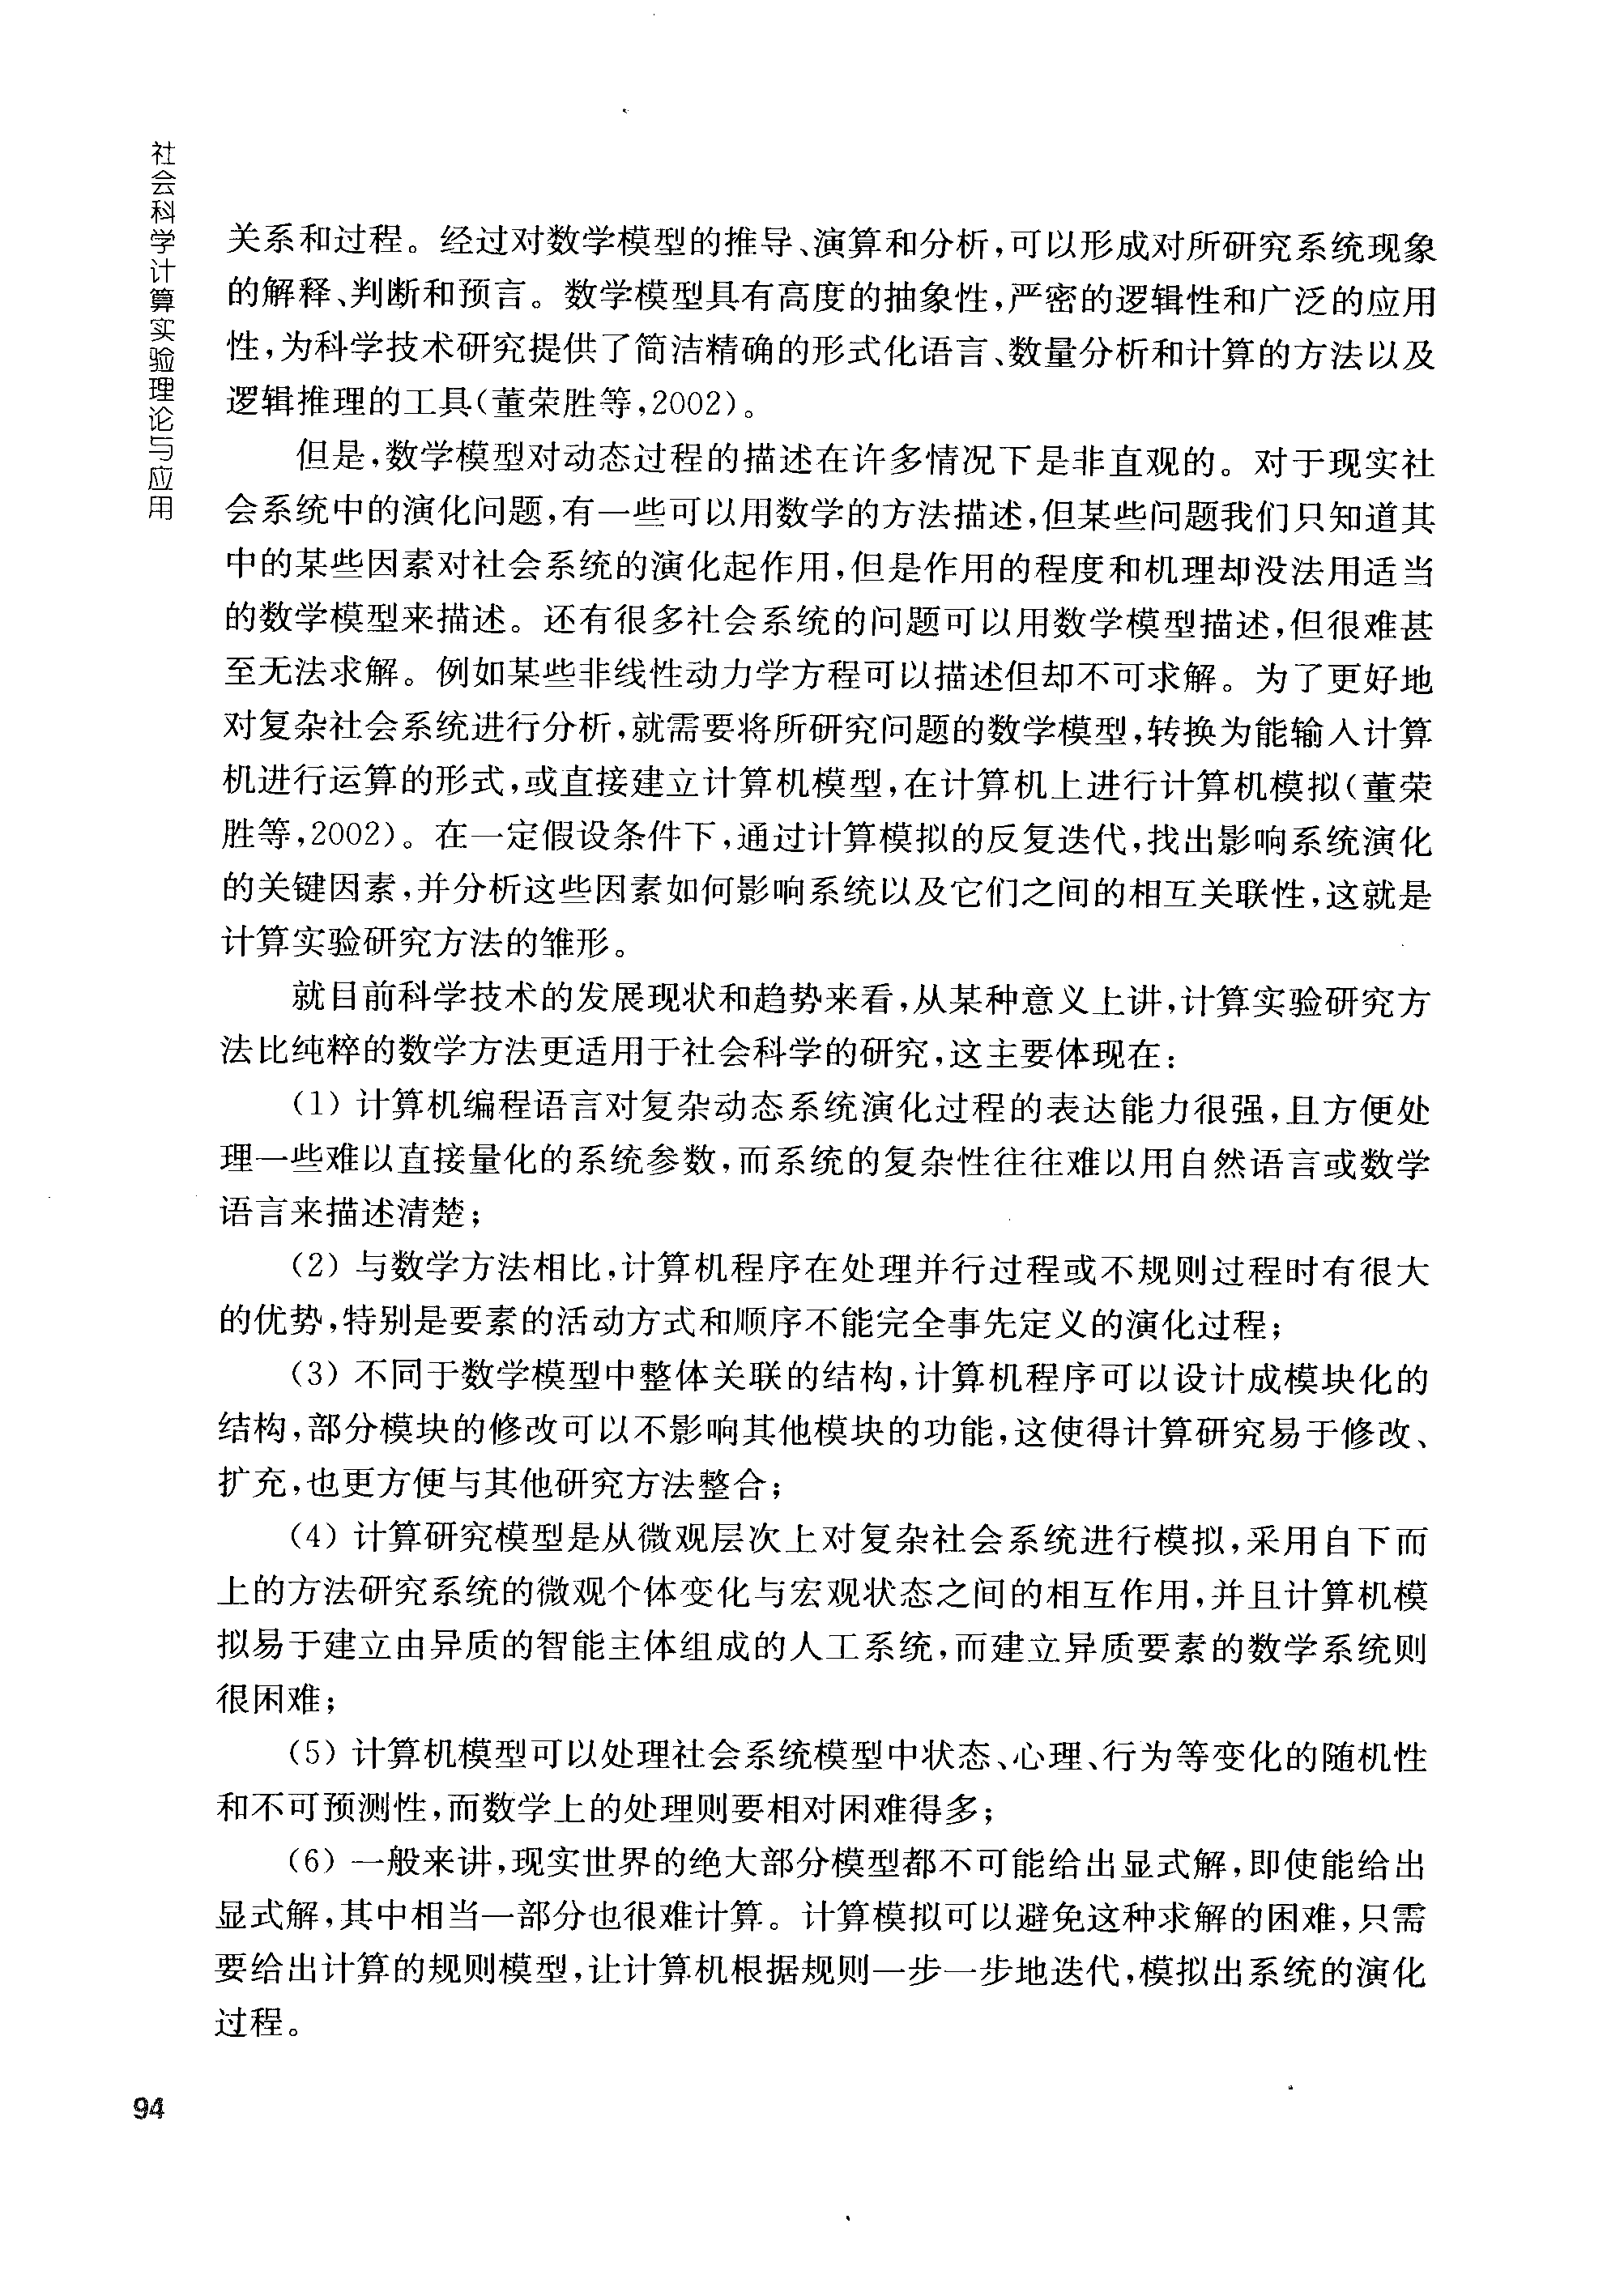 社会科学计算实验理论与应用
关系和过程。经过对数学模型的推导、演算和分析,可以形成对所研究系统现象
的解释、判断和预言。数学模型具有高度的抽象性,严密的逻辑性和广泛的应用
性,为科学技术研究提供了简洁精确的形式化语言、数量分析和计算的方法以及
逻辑推理的工具(董荣胜等,2002)。
但是,数学模型对动态过程的描述在许多情况下是非直观的。对于现实社
会系统中的演化问题,有一些可以用数学的方法描述,但某些问题我们只知道其
中的某些因素对社会系统的演化起作用,但是作用的程度和机理却没法用适当
的数学模型来描述。还有很多社会系统的问题可以用数学模型描述,但很难甚
至无法求解。例如某些非线性动力学方程可以描述但却不可求解。为了更好地
对复杂社会系统进行分析,就需要将所研究问题的数学模型,转换为能输入计算
机进行运算的形式,或直接建立计算机模型,在计算机上进行计算机模拟(董荣
胜等,2002)。在一定假设条件下,通过计算模拟的反复迭代,找出影响系统演化
的关键因素,并分析这些因素如何影响系统以及它们之间的相互关联性,这就是
计算实验研究方法的雏形。
就目前科学技术的发展现状和趋势来看,从某种意义上讲,计算实验研究方
法比纯粹的数学方法更适用于社会科学的研究,这主要体现在:
(1) 计算机编程语言对复杂动态系统演化过程的表达能力很强,且方便处
理一些难以直接量化的系统参数,而系统的复杂性往往难以用自然语言或数学
语言来描述清楚;
(2) 与数学方法相比,计算机程序在处理并行过程或不规则过程时有很大
的优势,特别是要素的活动方式和顺序不能完全事先定义的演化过程;
(3) 不同于数学模型中整体关联的结构,计算机程序可以设计成模块化的
结构,部分模块的修改可以不影响其他模块的功能,这使得计算研究易于修改、
扩充,也更方便与其他研究方法整合;
(4) 计算研究模型是从微观层次上对复杂社会系统进行模拟,采用自下而
上的方法研究系统的微观个体变化与宏观状态之间的相互作用,并且计算机模
拟易于建立由异质的智能主体组成的人工系统,而建立异质要素的数学系统则
很困难;
(5) 计算机模型可以处理社会系统模型中状态、心理、行为等变化的随机性
和不可预测性,而数学上的处理则要相对困难得多;
(6) 一般来讲,现实世界的绝大部分模型都不可能给出显式解,即使能给出
显式解,其中相当一部分也很难计算。计算模拟可以避免这种求解的困难,只需
要给出计算的规则模型,让计算机根据规则一步一步地迭代,模拟出系统的演化
过程。
94